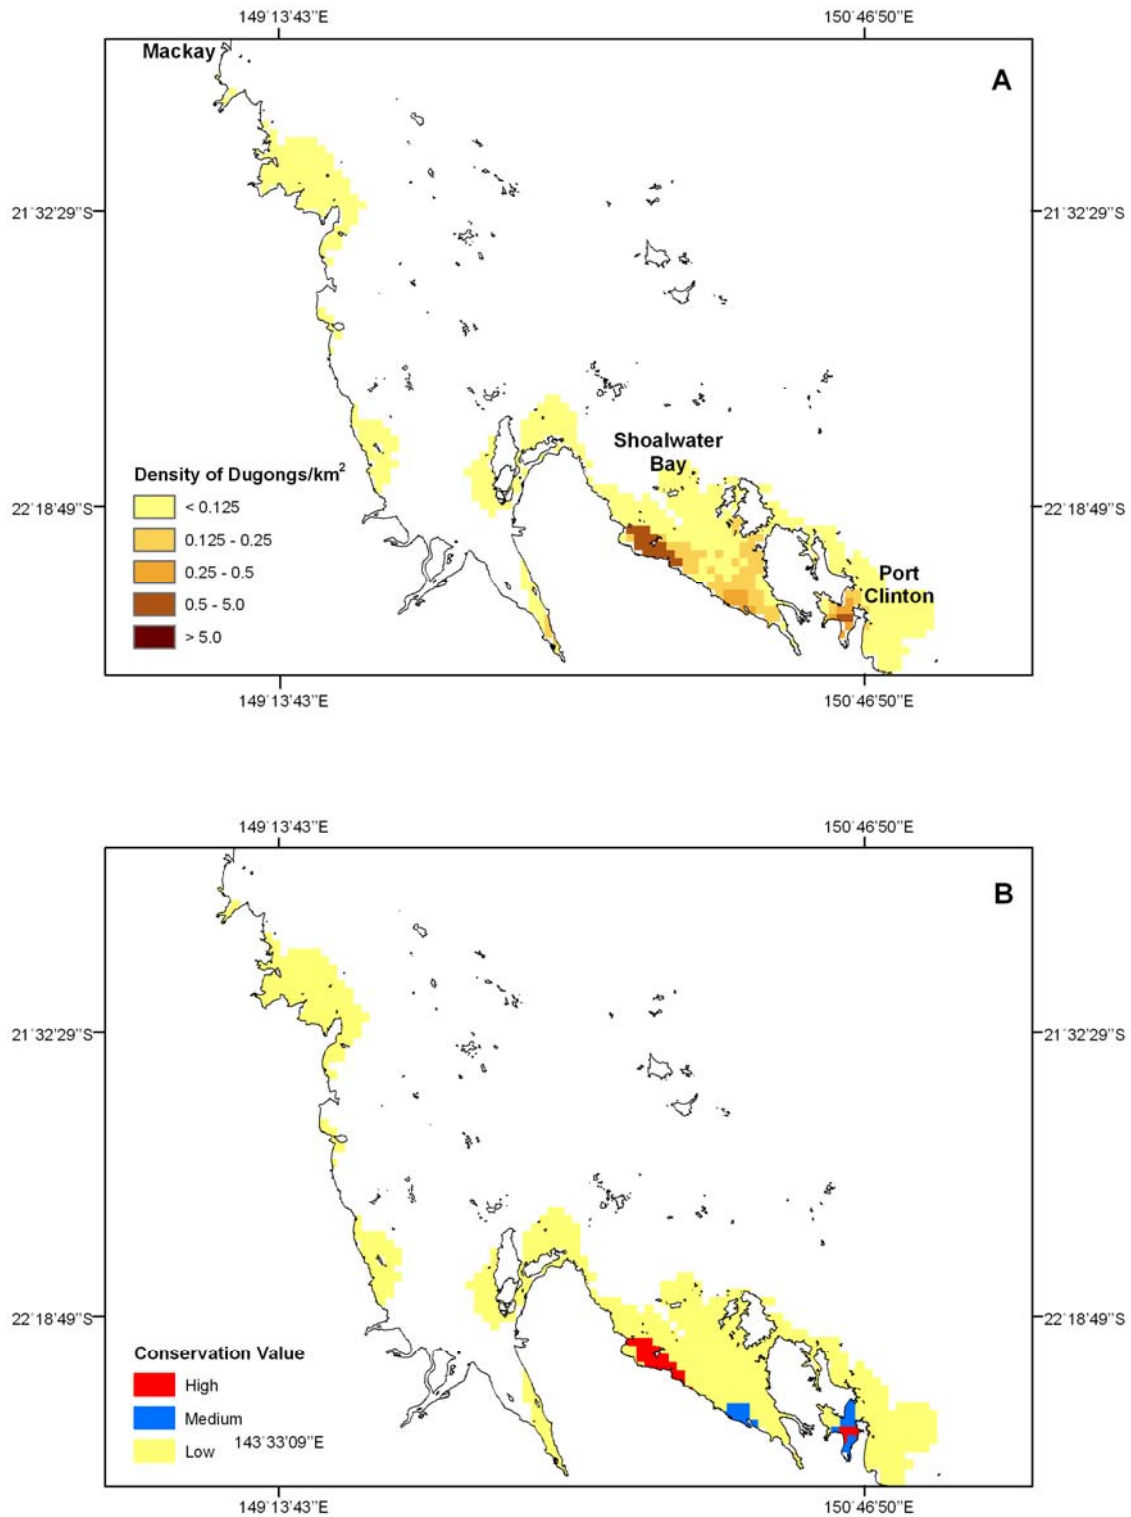 149°13'43"E 150°46'50"E
Mackay
A
21°32'29"S 21°32'29"S
Shoalwater
Bay
Density of Dugongs/km2
22°18'49"S 22°18'49"S
< 0.125
0.125 - 0.25
0.25 - 0.5
0.5 - 5.0
> 5.0
Port
Clinton
149°13'43"E 150°46'50"E
149°13'43"E 150°46'50"E
B
21°32'29"S 21°32'29"S
22°18'49"S 22°18'49"S
Conservation Value
High
Medium
Low 143°33'09"E
149°13'43"E 150°46'50"E